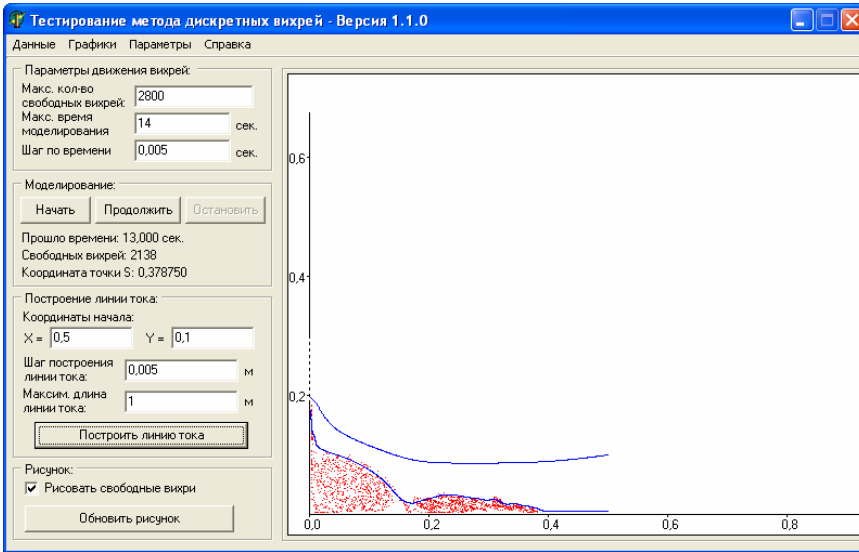 Тестирование метода дискретных вихрей - Версия 1.1.0
Данные Графики Параметры Справка
Параметры движения вихрей:
Макс. кол-во
свободных вихрей: 2800
Макс. время
моделирования 14 сек.
Шаг по времени 0,005 сек.
Моделирование:
Начать Продолжить Остановить
Прошло времени: 13,000 сек.
Свободных вихрей: 2138
Координата точки S: 0,378750
Построение линии тока:
Координаты начала:
X = 0,5 Y = 0,1
Шаг построения
линии тока: 0,005 м
Максим. длина
линии тока: 1 м
Построить линию тока
Рисунок:
Рисовать свободные вихри
Обновить рисунок
0,6
0,4
0,2
0,0 0,2 0,4 0,6 0,8